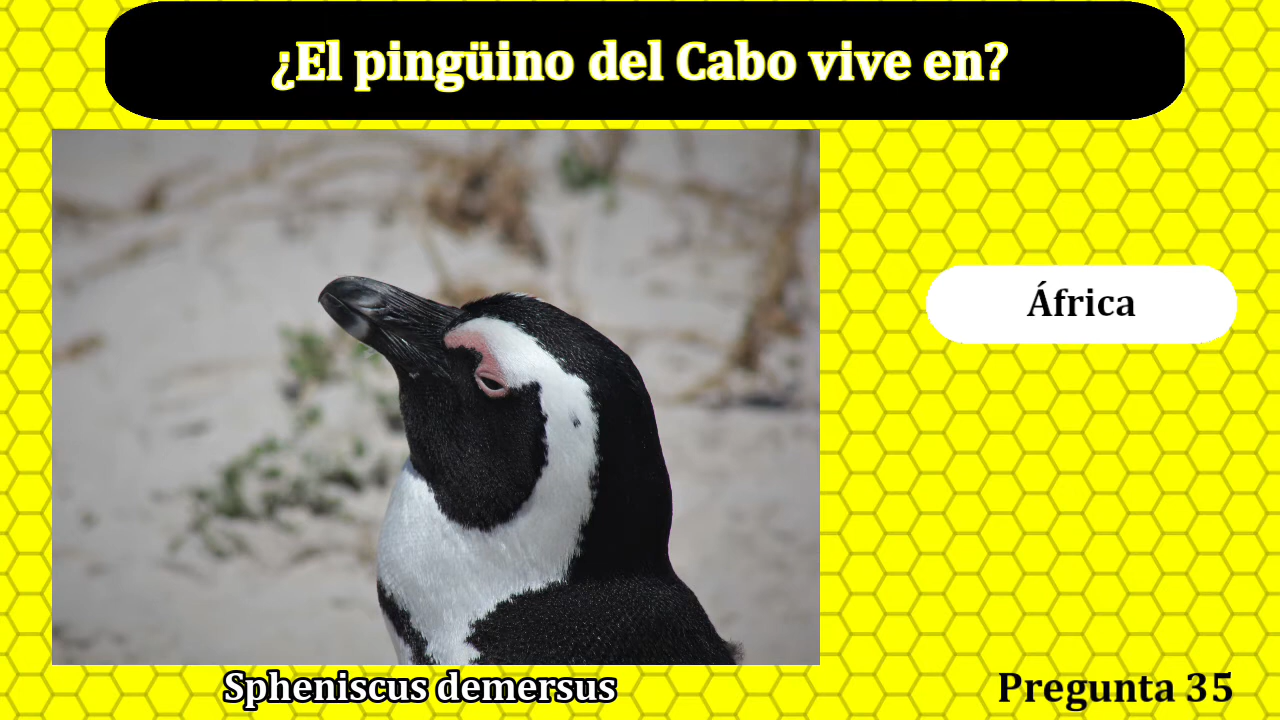 ¿El pingüino del Cabo vive en?
África
Spheniscus demersus
Pregunta 35